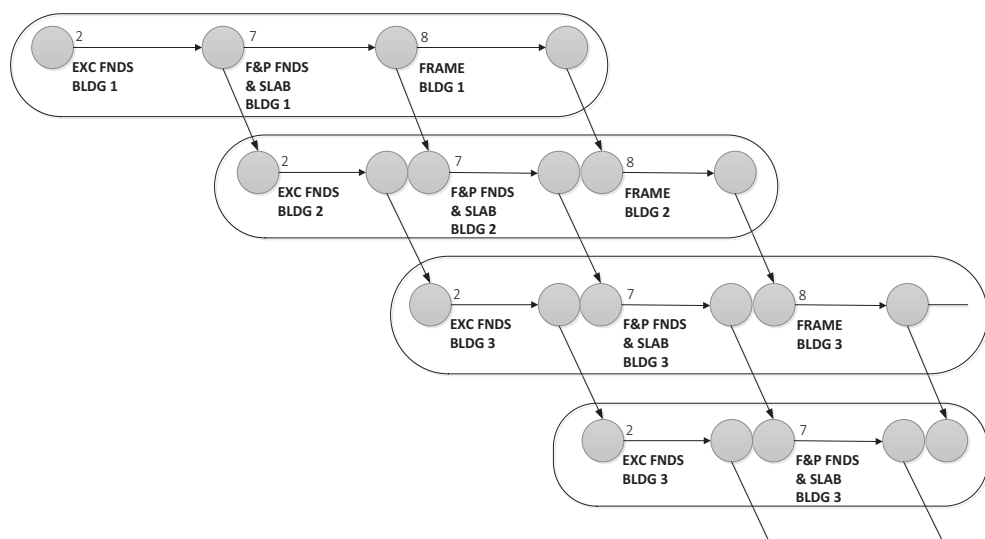 2
7
8
EXC FNDS
BLDG 1
F&P FNDS
& SLAB
BLDG 1
FRAME
BLDG 1
2
7
8
EXC FNDS
BLDG 2
F&P FNDS
& SLAB
BLDG 2
FRAME
BLDG 2
2
7
8
EXC FNDS
BLDG 3
F&P FNDS
& SLAB
BLDG 3
FRAME
BLDG 3
2
7
EXC FNDS
BLDG 3
F&P FNDS
& SLAB
BLDG 3